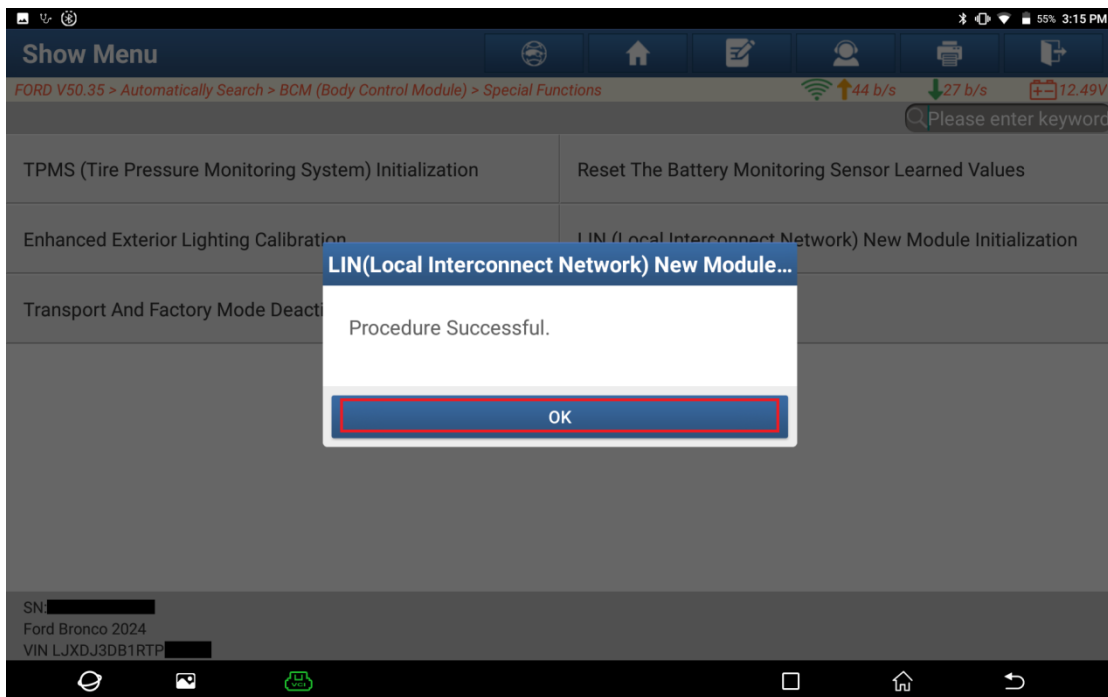 55% 3:15 PM
Show Menu
FORD V50.35 > Automatically Search > BCM (Body Control Module) > Special Functions
44 b/s 27 b/s 12.49V
Please enter keyword
TPMS (Tire Pressure Monitoring System) Initialization
Reset The Battery Monitoring Sensor Learned Values
Enhanced Exterior Lighting Calibration
LIN (Local Interconnect Network) New Module Initialization
Transport And Factory Mode Deacti
LIN(Local Interconnect Network) New Module...
Procedure Successful.
OK
SN:
Ford Bronco 2024
VIN LJXDJ3DB1RTP
VCI